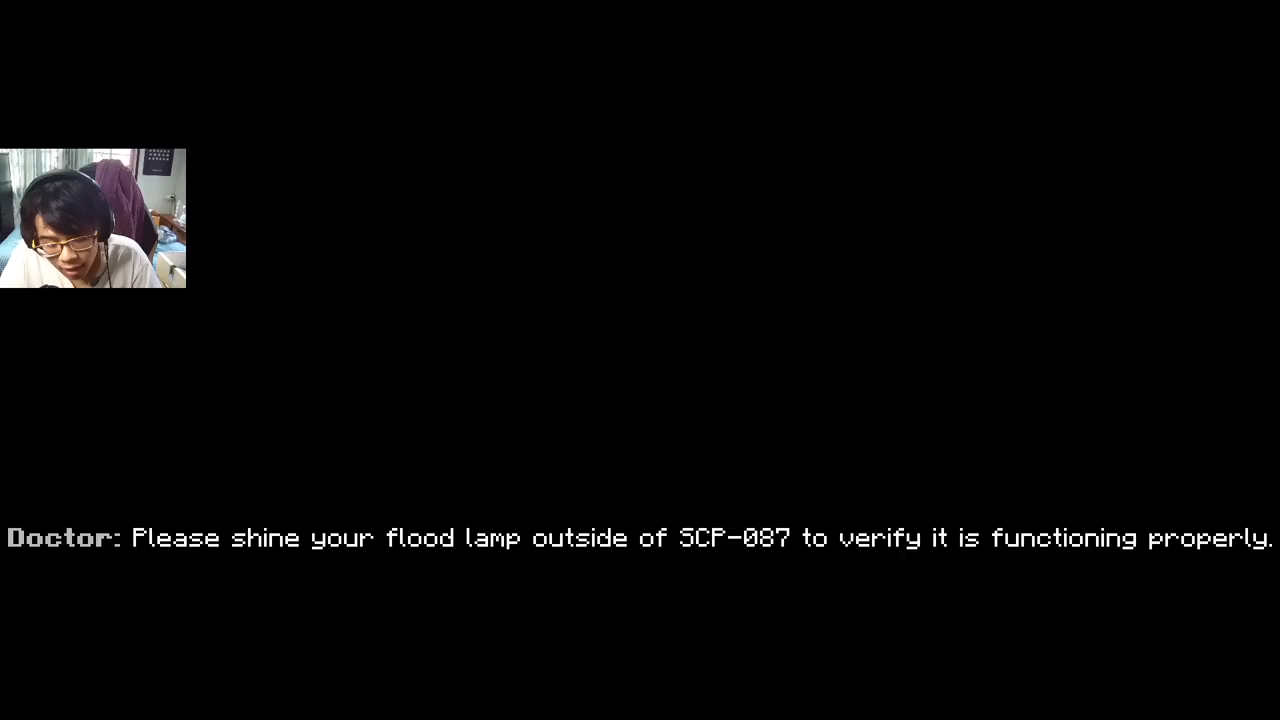 Doctor: Please shine your flood lamp outside of SCP-087 to verify it is functioning properly.